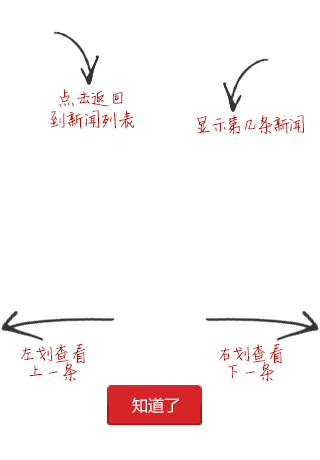 点击返回
到新闻列表
显示第几条新闻
左划查看
上一条
右划查看
下一条
知道了